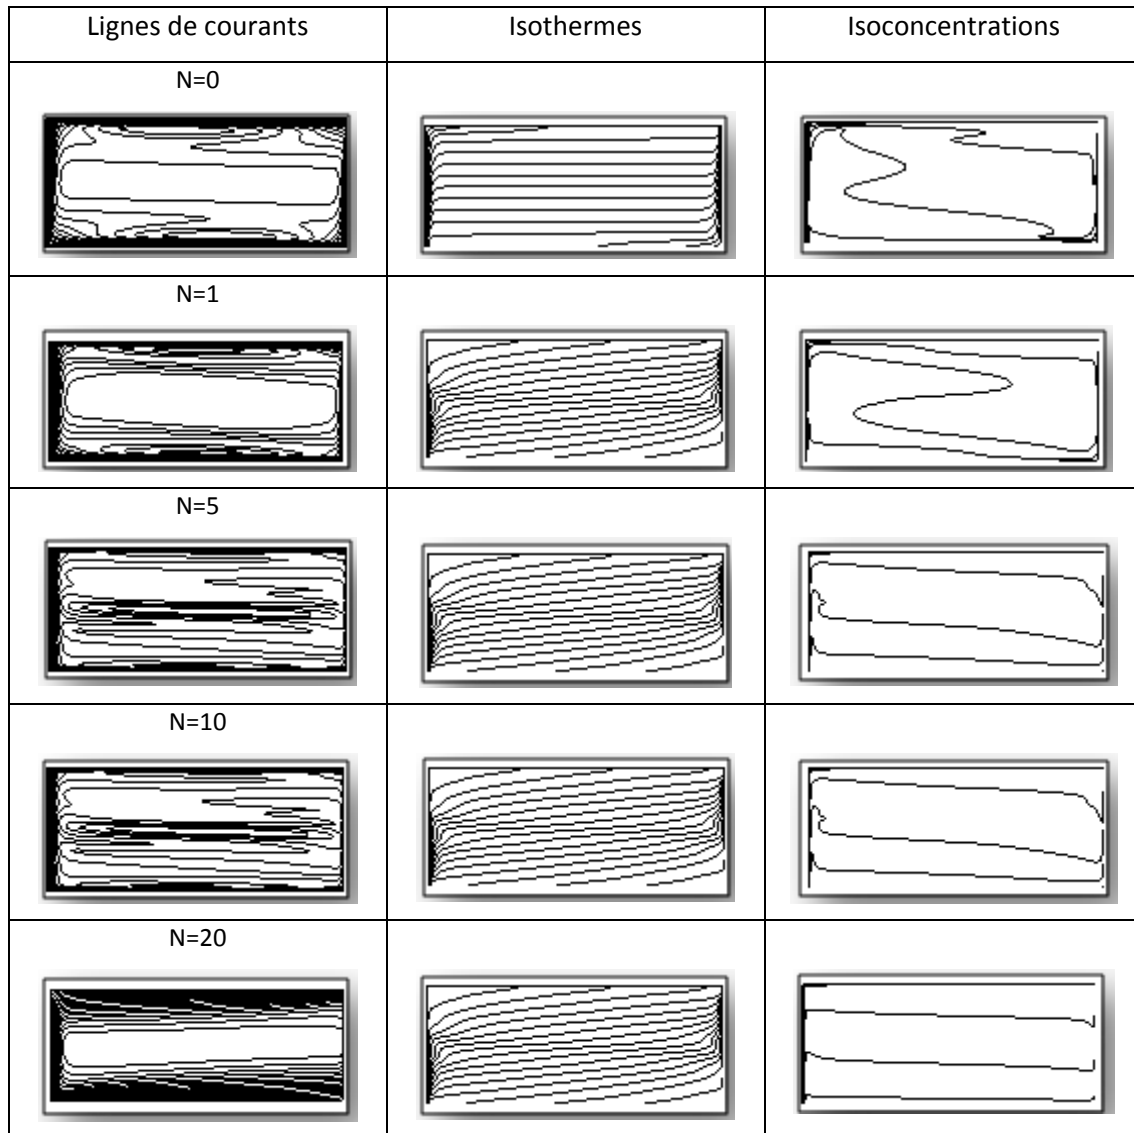 Lignes de courants
Isothermes
Isoconcentrations
N=0
N=1
N=5
N=10
N=20